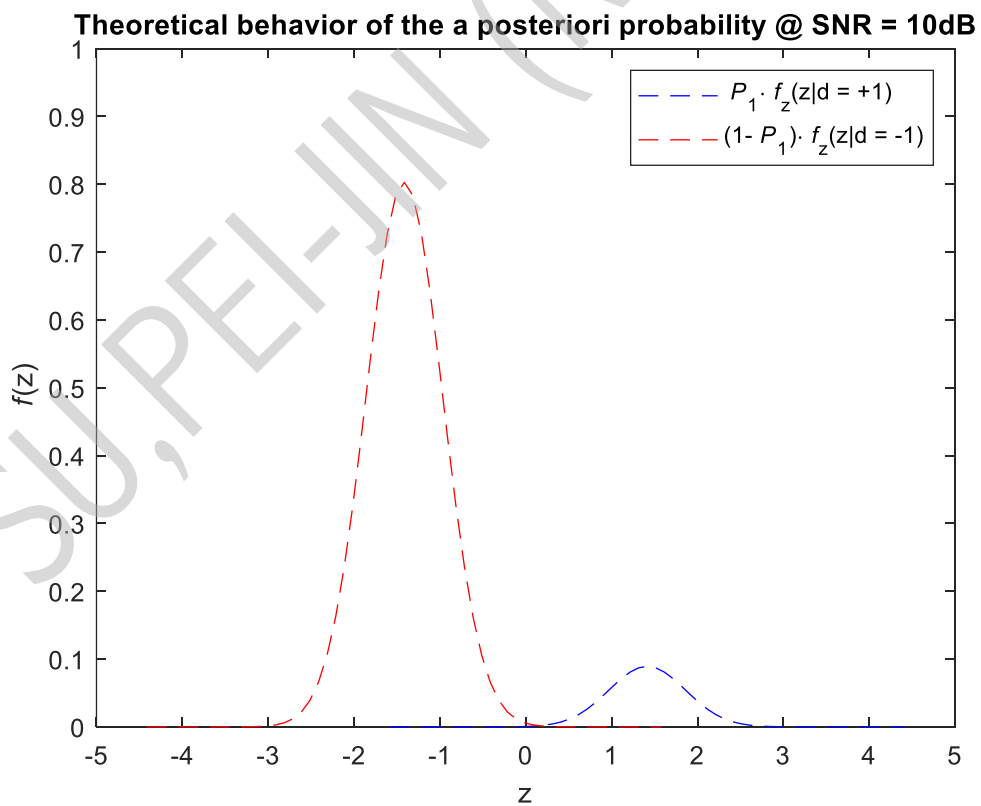 Theoretical behavior of the a posteriori probability @ SNR = 10dB
P1· fz(z|d = +1)
(1- P1)· fz(z|d = -1)
f(z)
1
0.9
0.8
0.7
0.6
0.5
0.4
0.3
0.2
0.1
0
-5 -4 -3 -2 -1 0 1 2 3 4 5
z
SU,PEI-JIN (